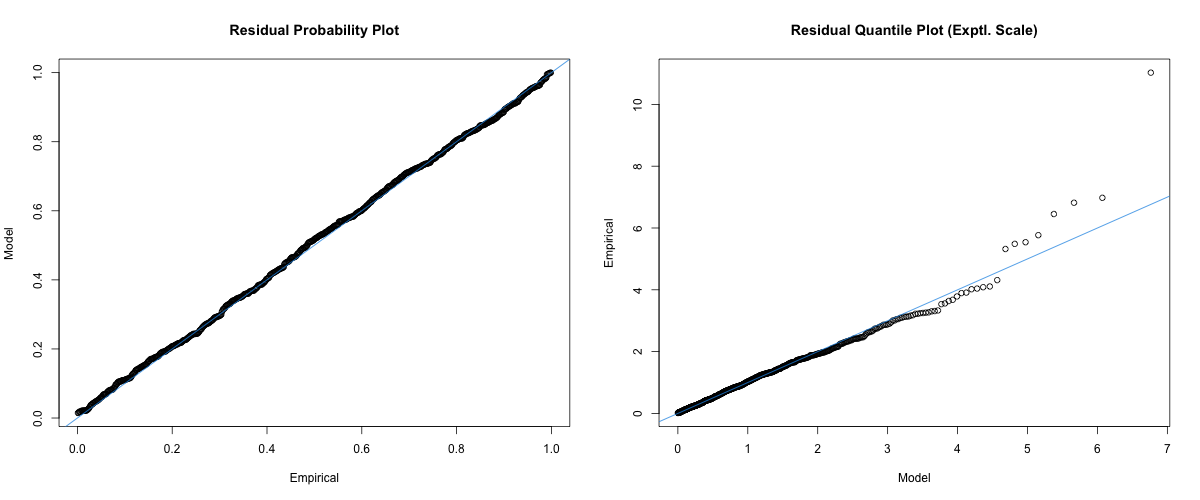 Residual Probability Plot
Model
0.0 0.2 0.4 0.6 0.8 1.0
0.0 0.2 0.4 0.6 0.8 1.0
Empirical
Residual Quantile Plot (Exptl. Scale)
Empirical
0 2 4 6 8 10
0 1 2 3 4 5 6 7
Model